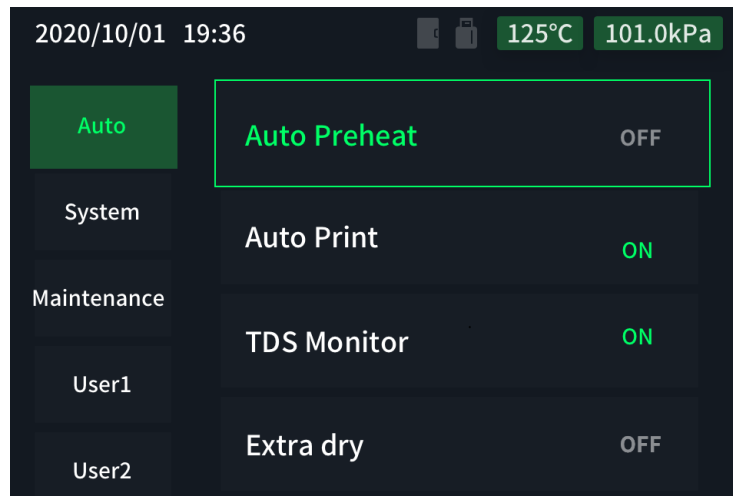 2020/10/01 19:36 125°C 101.0kPa
Auto
System
Maintenance
User1
User2
Auto Preheat OFF
Auto Print ON
TDS Monitor ON
Extra dry OFF